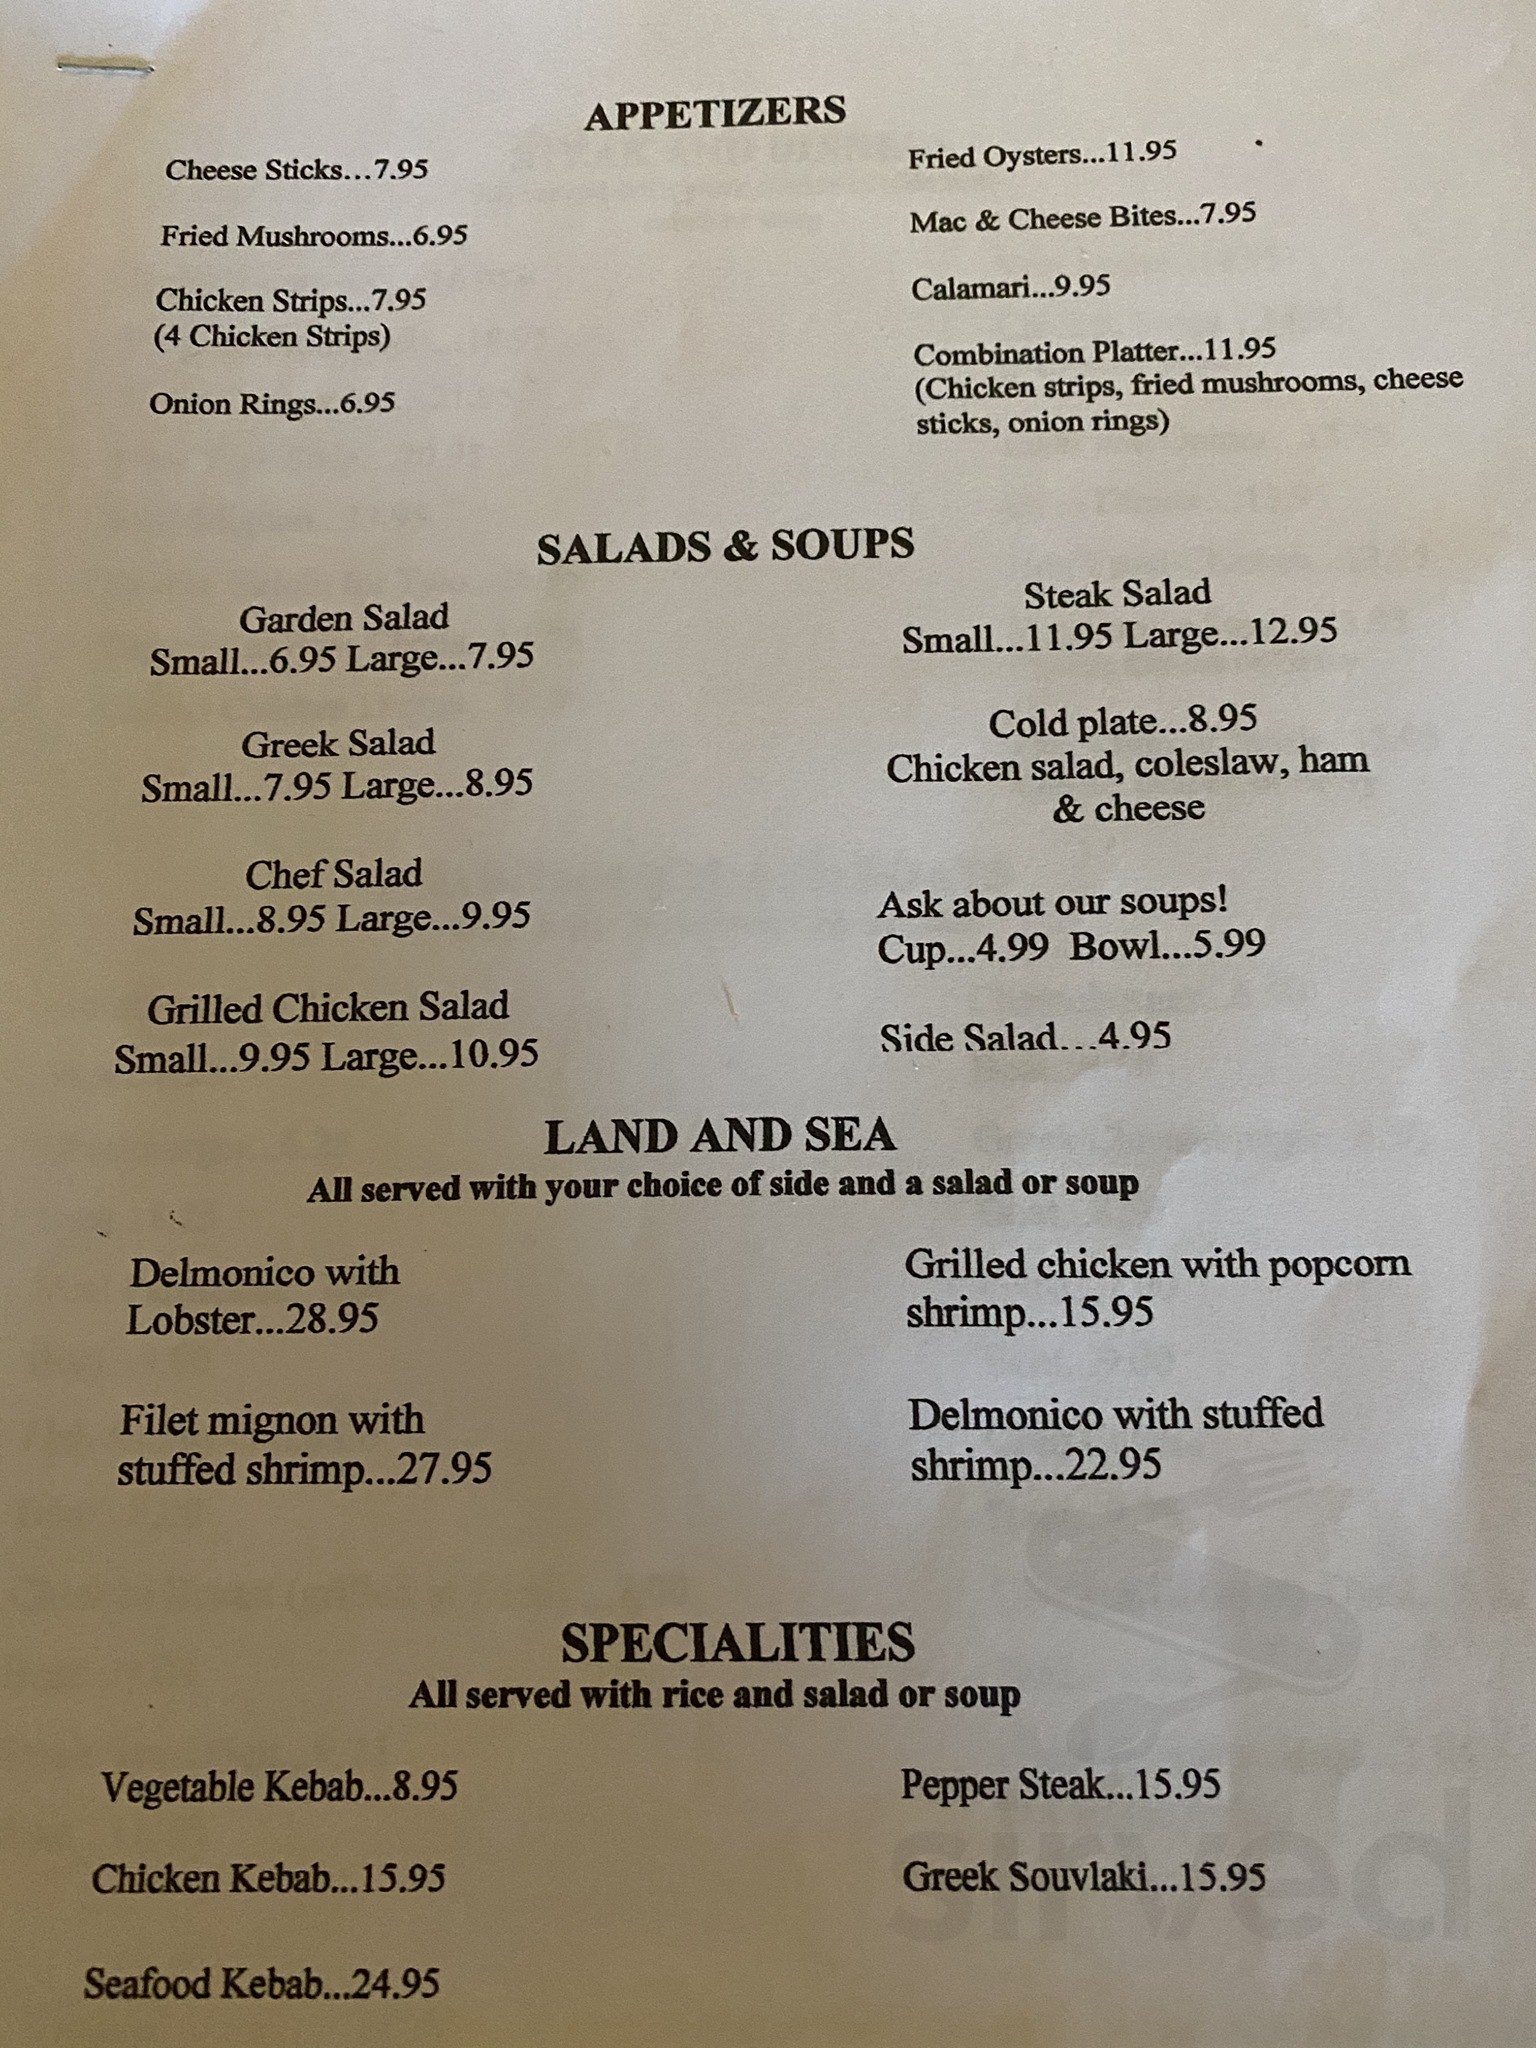 APPETIZERS
Cheese Sticks...7.95
Fried Mushrooms...6.95
Chicken Strips...7.95
(4 Chicken Strips)
Onion Rings...6.95
Fried Oysters...11.95
Mac & Cheese Bites...7.95
Calamari...9.95
Combination Platter...11.95
(Chicken strips, fried mushrooms, cheese
sticks, onion rings)
SALADS & SOUPS
Garden Salad
Small...6.95 Large...7.95
Greek Salad
Small...7.95 Large...8.95
Chef Salad
Small...8.95 Large...9.95
Grilled Chicken Salad
Small...9.95 Large...10.95
Steak Salad
Small...11.95 Large...12.95
Cold plate...8.95
Chicken salad, coleslaw, ham
& cheese
Ask about our soups!
Cup...4.99 Bowl...5.99
Side Salad...4.95
LAND AND SEA
All served with your choice of side and a salad or soup
Delmonico with
Lobster...28.95
Filet mignon with
stuffed shrimp...27.95
Grilled chicken with popcorn
shrimp...15.95
Delmonico with stuffed
shrimp...22.95
SPECIALITIES
All served with rice and salad or soup
Vegetable Kebab...8.95
Chicken Kebab...15.95
Seafood Kebab...24.95
Pepper Steak...15.95
Greek Souvlaki...15.95
sirved